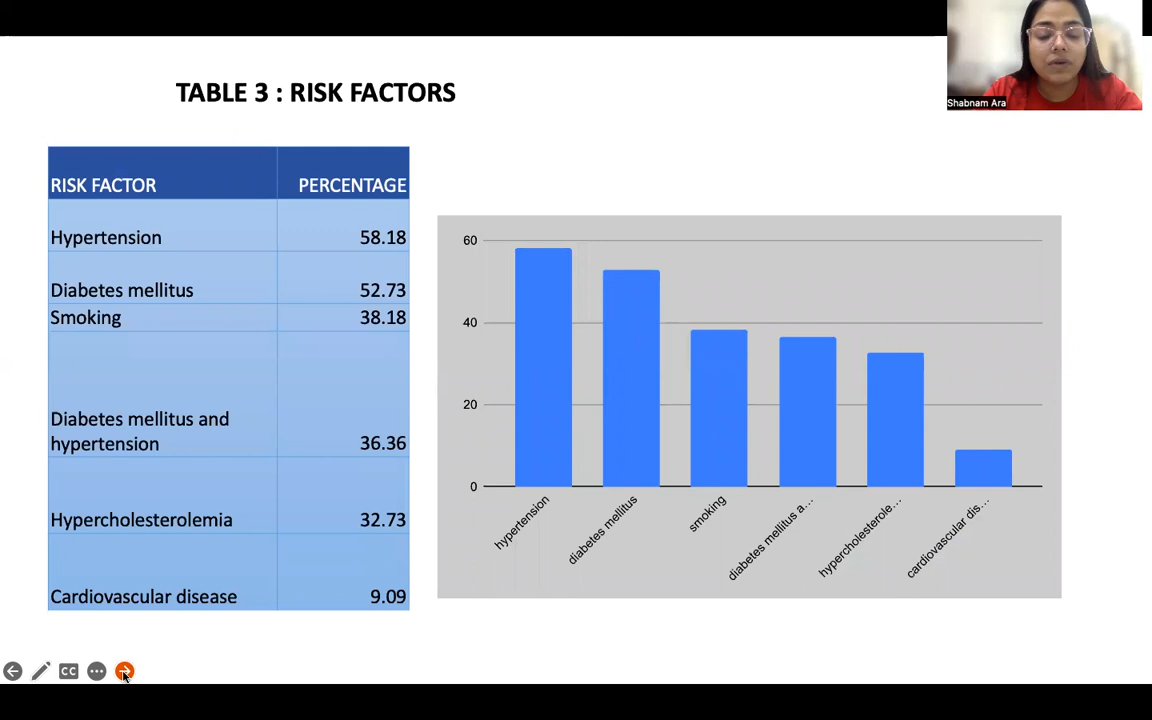 TABLE 3 : RISK FACTORS
Shabnam Ara
RISK FACTOR PERCENTAGE
Hypertension 58.18
Diabetes mellitus 52.73
Smoking 38.18
Diabetes mellitus and
hypertension 36.36
Hypercholesterolemia 32.73
Cardiovascular disease 9.09
60
40
20
0
hypertension
diabetes mellitus
smoking
diabetes mellitus a...
hypercholesterole...
cardiovascular dis...
CC